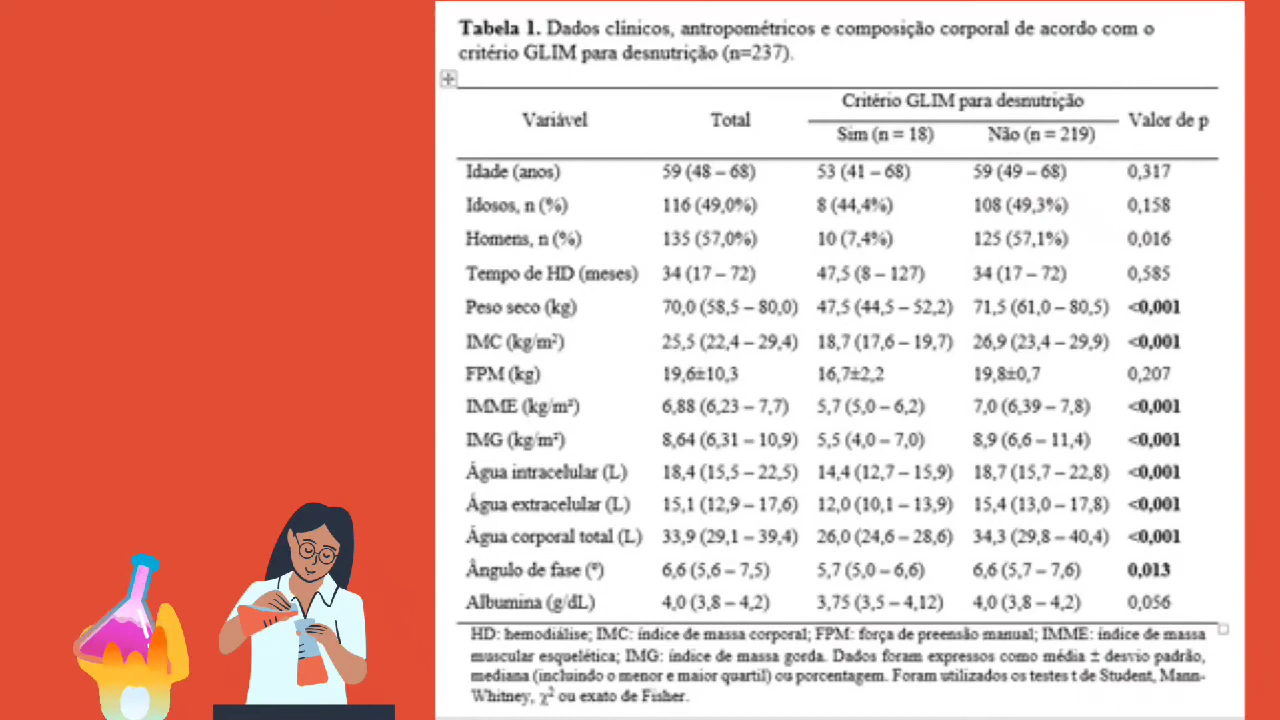 Tabela 1. Dados clínicos, antropométricos e composição corporal de acordo com o
critério GLIM para desnutrição (n=237).
Variável Total Critério GLIM para desnutrição Valor de p
Sim (n = 18) Não (n = 219)
Idade (anos) 59 (48 – 68) 53 (41 – 68) 59 (49 – 68) 0,317
Idosos, n (%) 116 (49,0%) 8 (44,4%) 108 (49,3%) 0,158
Homens, n (%) 135 (57,0%) 10 (7,4%) 125 (57,1%) 0,016
Tempo de HD (meses) 34 (17 – 72) 47,5 (8 – 127) 34 (17 – 72) 0,585
Peso seco (kg) 70,0 (58,5 – 80,0) 47,5 (44,5 – 52,2) 71,5 (61,0 – 80,5) <0,001
IMC (kg/m²) 25,5 (22,4 – 29,4) 18,7 (17,6 – 19,7) 26,9 (23,4 – 29,9) <0,001
FPM (kg) 19,6±10,3 16,7±2,2 19,8±0,7 0,207
IMME (kg/m²) 6,88 (6,23 – 7,7) 5,7 (5,0 – 6,2) 7,0 (6,39 – 7,8) <0,001
IMG (kg/m²) 8,64 (6,31 – 10,9) 5,5 (4,0 – 7,0) 8,9 (6,6 – 11,4) <0,001
Água intracelular (L) 18,4 (15,5 – 22,5) 14,4 (12,7 – 15,9) 18,7 (15,7 – 22,8) <0,001
Água extracelular (L) 15,1 (12,9 – 17,6) 12,0 (10,1 – 13,9) 15,4 (13,0 – 17,8) <0,001
Água corporal total (L) 33,9 (29,1 – 39,4) 26,0 (24,6 – 28,6) 34,3 (29,8 – 40,4) <0,001
Ângulo de fase (º) 6,6 (5,6 – 7,5) 5,7 (5,0 – 6,6) 6,6 (5,7 – 7,6) 0,013
Albumina (g/dL) 4,0 (3,8 – 4,2) 3,75 (3,5 – 4,12) 4,0 (3,8 – 4,2) 0,056
HD: hemodiálise; IMC: índice de massa corporal; FPM: força de preensão manual; IMME: índice de massa
muscular esquelética; IMG: índice de massa gorda. Dados foram expressos como média ± desvio padrão,
mediana (incluindo o menor e maior quartil) ou porcentagem. Foram utilizados os testes t de Student, Mann-
Whitney, χ² ou exato de Fisher.